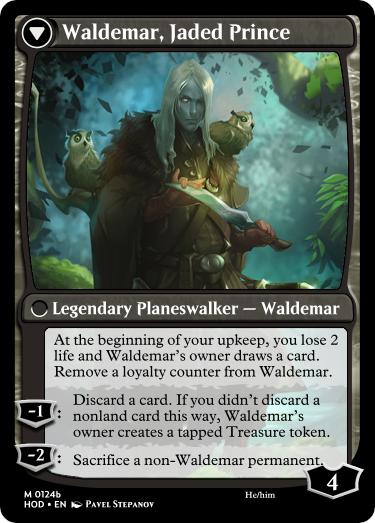 Waldemar, Jaded Prince
Legendary Planeswalker — Waldemar
At the beginning of your upkeep, you lose 2
life and Waldemar's owner draws a card.
Remove a loyalty counter from Waldemar.
-1: Discard a card. If you didn't discard a
nonland card this way, Waldemar's
owner creates a tapped Treasure token.
-2: Sacrifice a non-Waldemar permanent.
4
M 0124b
HOD • EN Pavel Stepanov
He/him